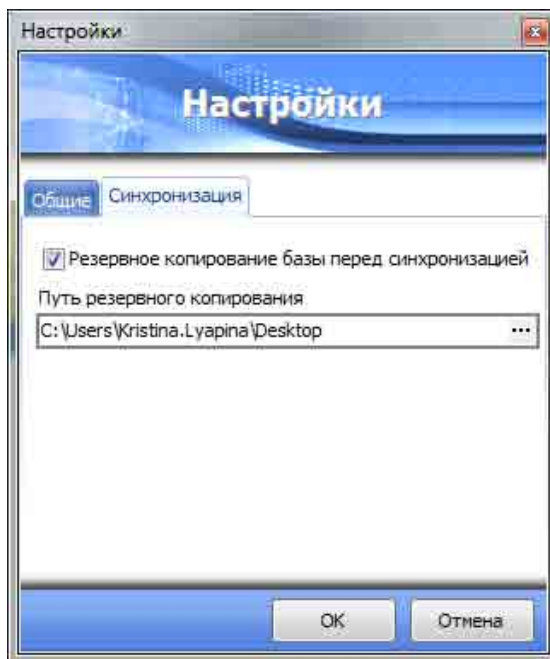 Настройки
Настройки
Общие Синхронизация
Резервное копирование базы перед синхронизацией
Путь резервного копирования
C:\Users\Kristina.Lyapina\Desktop ...
OK Отмена